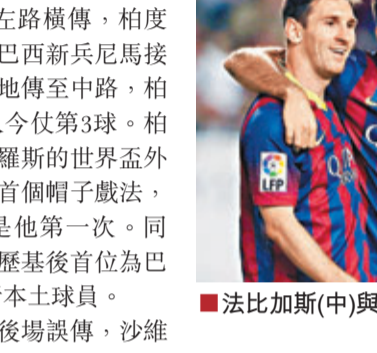 左路橫傳，柏度
巴西新兵尼馬接
地傳至中路，柏
今仗第3球。柏
羅斯的世界盃外
首個帽子戲法，
是他第一次。同
歷基後首位為巴
本土球員。
後場誤傳，沙維
LFP
■法比加斯(中)與